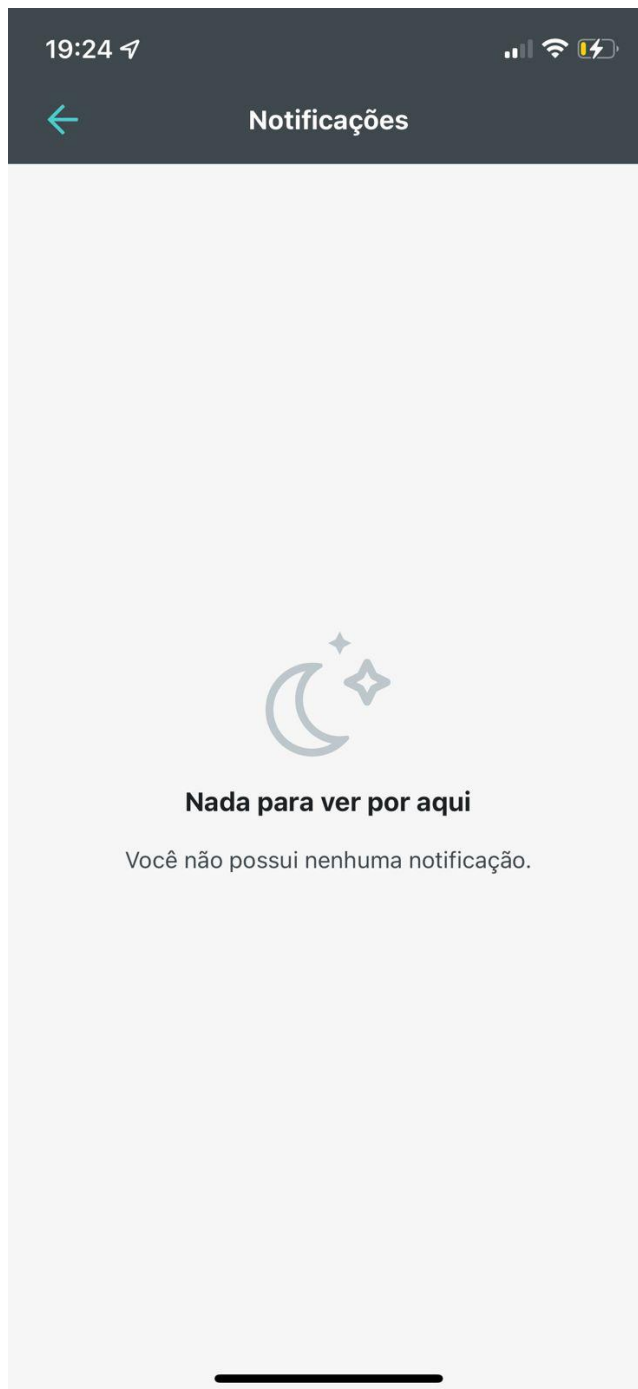 19:24
Notificações
Nada para ver por aqui
Você não possui nenhuma notificação.